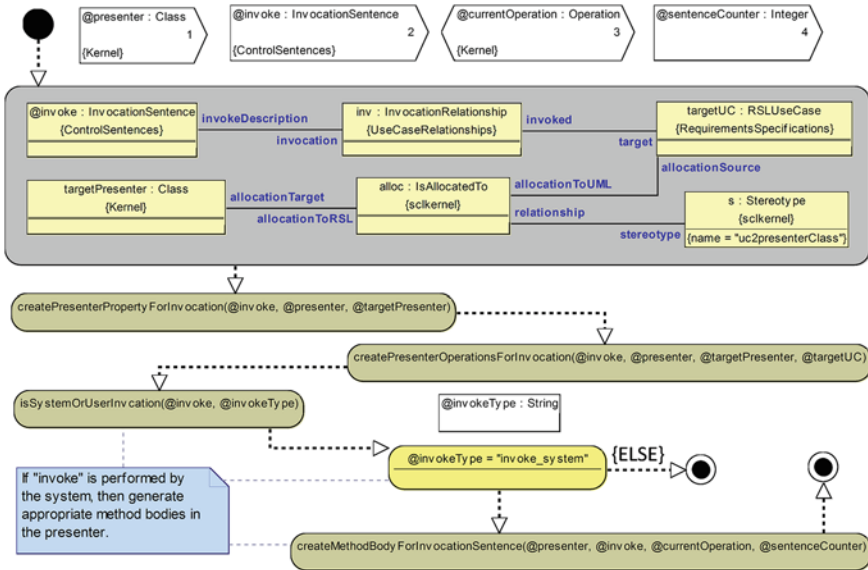 @presenter : Class
1
{Kernel}
@invoke : InvocationSentence
2
{ControlSentences}
@currentOperation : Operation
3
{Kernel}
@sentenceCounter : Integer
4
@invoke : InvocationSentence
{ControlSentences}
invokeDescription
invocation
inv : InvocationRelationship
{UseCaseRelationships}
invoked
target
targetUC : RSLUseCase
{RequirementsSpecifications}
allocationSource
targetPresenter : Class
{Kernel}
allocationTarget
allocationToRSL
alloc : IsAllocatedTo
{sclkernel}
allocationToUML
relationship
stereotype
s : Stereotype
{sclkernel}
{name = "uc2presenterClass"}
createPresenterPropertyForInvocation(@invoke, @presenter, @targetPresenter)
createPresenterOperationsForInvocation(@invoke, @presenter, @targetPresenter, @targetUC)
isSystemOrUserInvcation(@invoke, @invokeType)
@invokeType : String
@invokeType = "invoke_system"
{ELSE}
If "invoke" is performed by
the system, then generate
appropriate method bodies in
the presenter.
createMethodBodyForInvocationSentence(@presenter, @invoke, @currentOperation, @sentenceCounter)